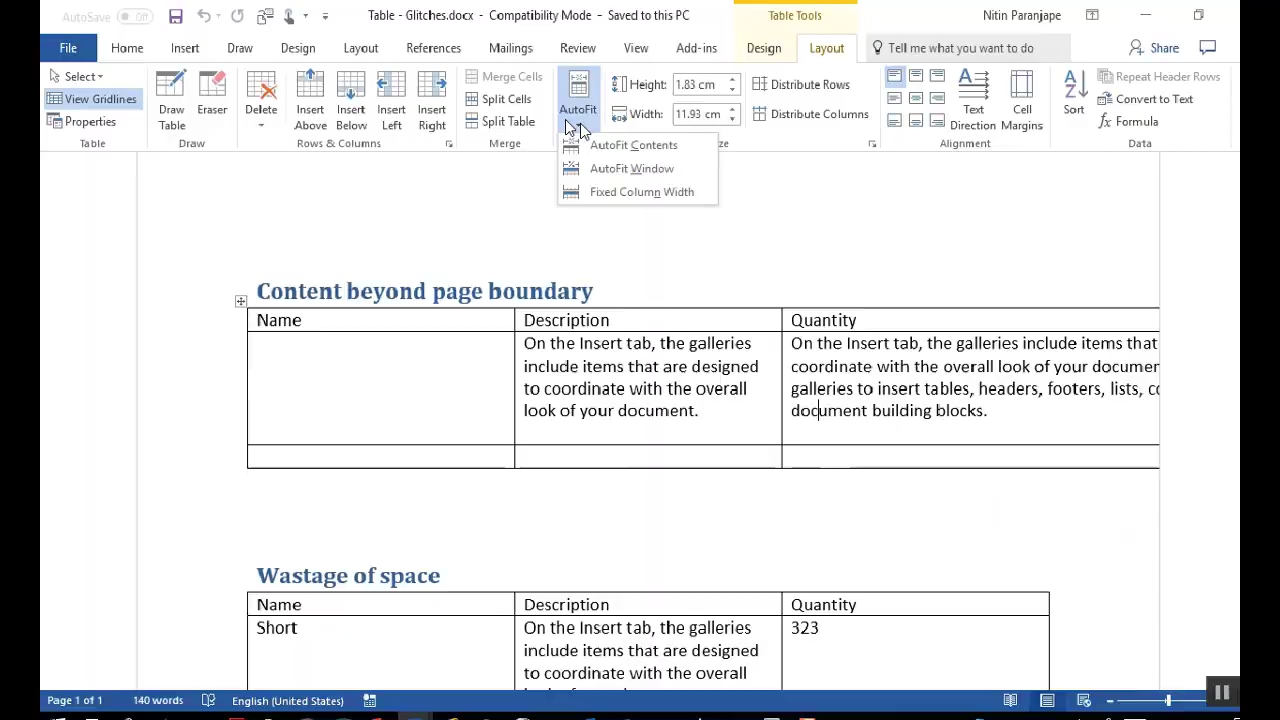 AutoSave Off
Table - Glitches.docx - Compatibility Mode - Saved to this PC
Table Tools
Nitin Paranjape
File Home Insert Draw Design Layout References Mailings Review View Add-ins Design Layout Tell me what you want to do Share
Select
View Gridlines
Properties
Table
Draw Table
Eraser
Draw
Delete
Insert Above
Insert Below
Insert Left
Insert Right
Rows & Columns
Merge Cells
Split Cells
Split Table
Merge
AutoFit
Height: 1.83 cm
Width: 11.93 cm
Distribute Rows
Distribute Columns
AutoFit Contents
AutoFit Window
Fixed Column Width
Text Direction
Cell Margins
Alignment
Sort
Repeat Header Rows
Convert to Text
Formula
Data
Content beyond page boundary
Name Description Quantity
On the Insert tab, the galleries
include items that are designed
to coordinate with the overall
look of your document.
On the Insert tab, the galleries include items that
coordinate with the overall look of your documen
galleries to insert tables, headers, footers, lists, c
document building blocks.
Wastage of space
Name Description Quantity
Short
On the Insert tab, the galleries
include items that are designed
to coordinate with the overall
323
Page 1 of 1 140 words English (United States)